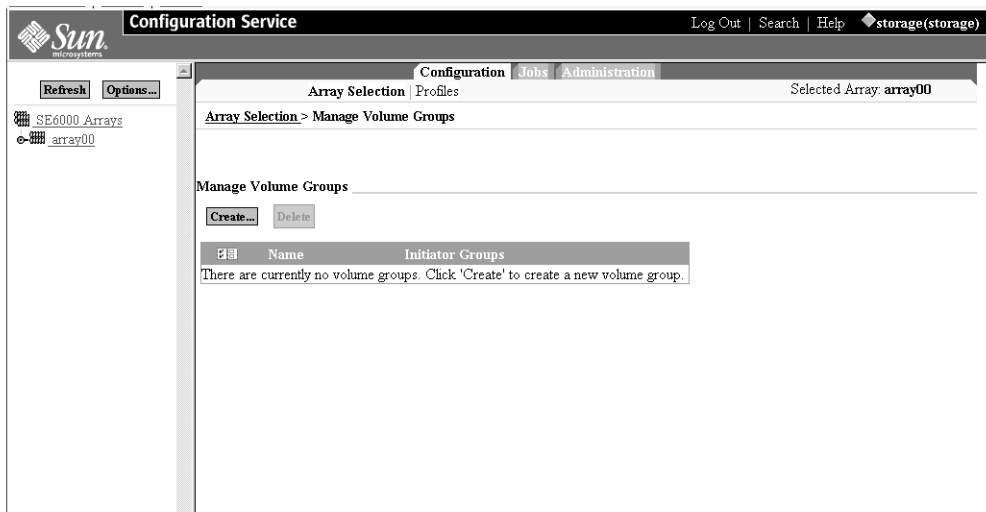 Sun
microsystems
Configuration Service
Log Out | Search | Help storage(storage)
Refresh Options...
SE6000 Arrays
array00
Configuration Jobs Administration
Array Selection | Profiles
Selected Array: array00
Array Selection > Manage Volume Groups
Manage Volume Groups
Create... Delete
Name Initiator Groups
There are currently no volume groups. Click 'Create' to create a new volume group.